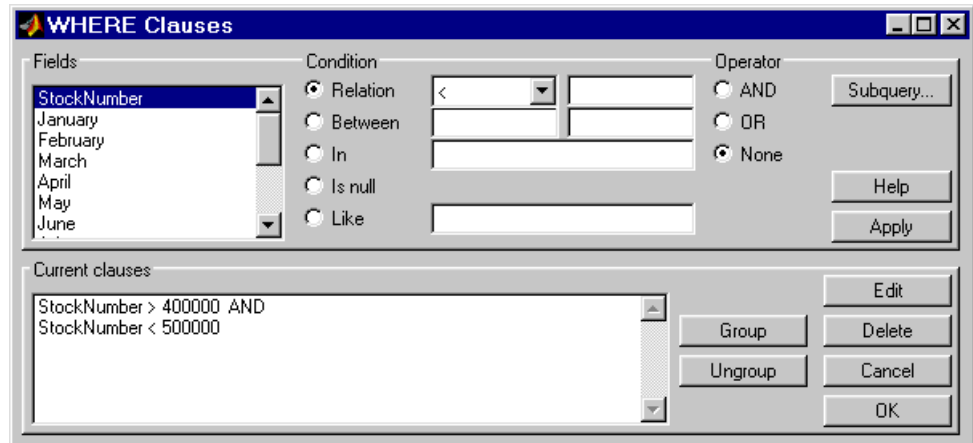 WHERE Clauses
Fields
StockNumber
January
February
March
April
May
June
Condition
Relation
<
Between
In
Is null
Like
Operator
AND
OR
None
Subquery...
Help
Apply
Current clauses
StockNumber > 400000 AND
StockNumber < 500000
Group
Ungroup
Edit
Delete
Cancel
OK